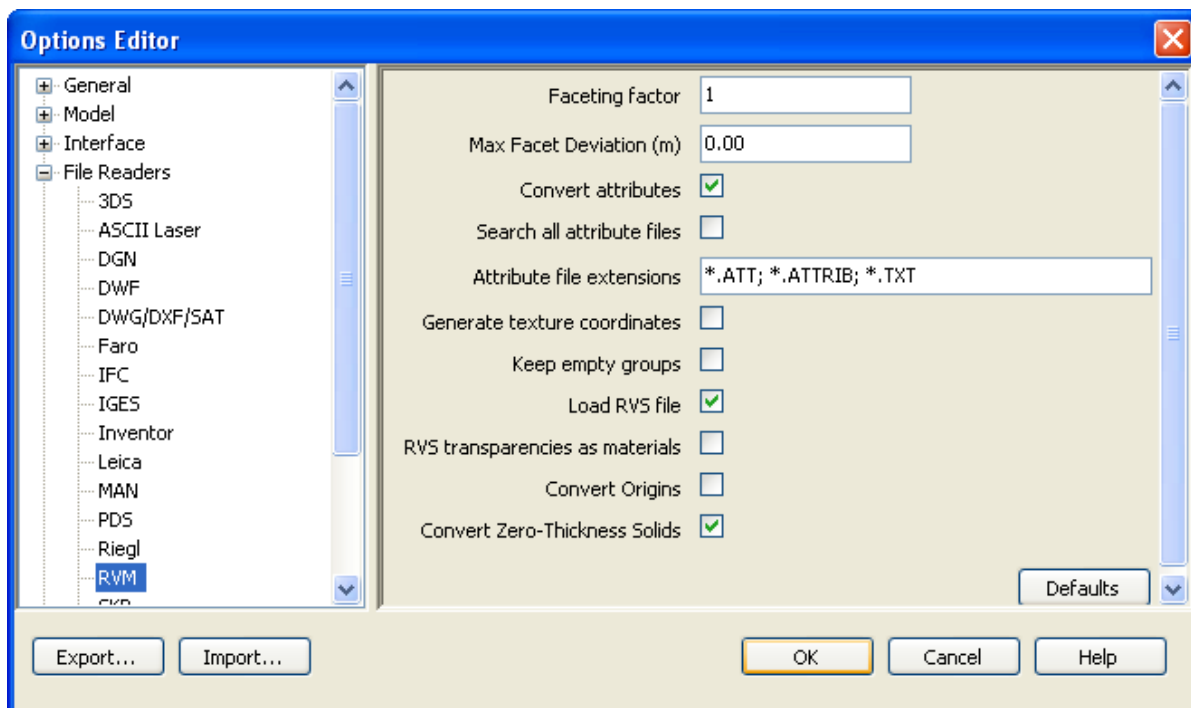 Options Editor
General
Model
Interface
File Readers
3DS
ASCII Laser
DGN
DWF
DWG/DXF/SAT
Faro
IFC
IGES
Inventor
Leica
MAN
PDS
Riegl
RVM
Faceting factor 1
Max Facet Deviation (m) 0.00
Convert attributes
Search all attribute files
Attribute file extensions *.ATT; *.ATTRIB; *.TXT
Generate texture coordinates
Keep empty groups
Load RVS file
RVS transparencies as materials
Convert Origins
Convert Zero-Thickness Solids
Defaults
Export... Import... OK Cancel Help